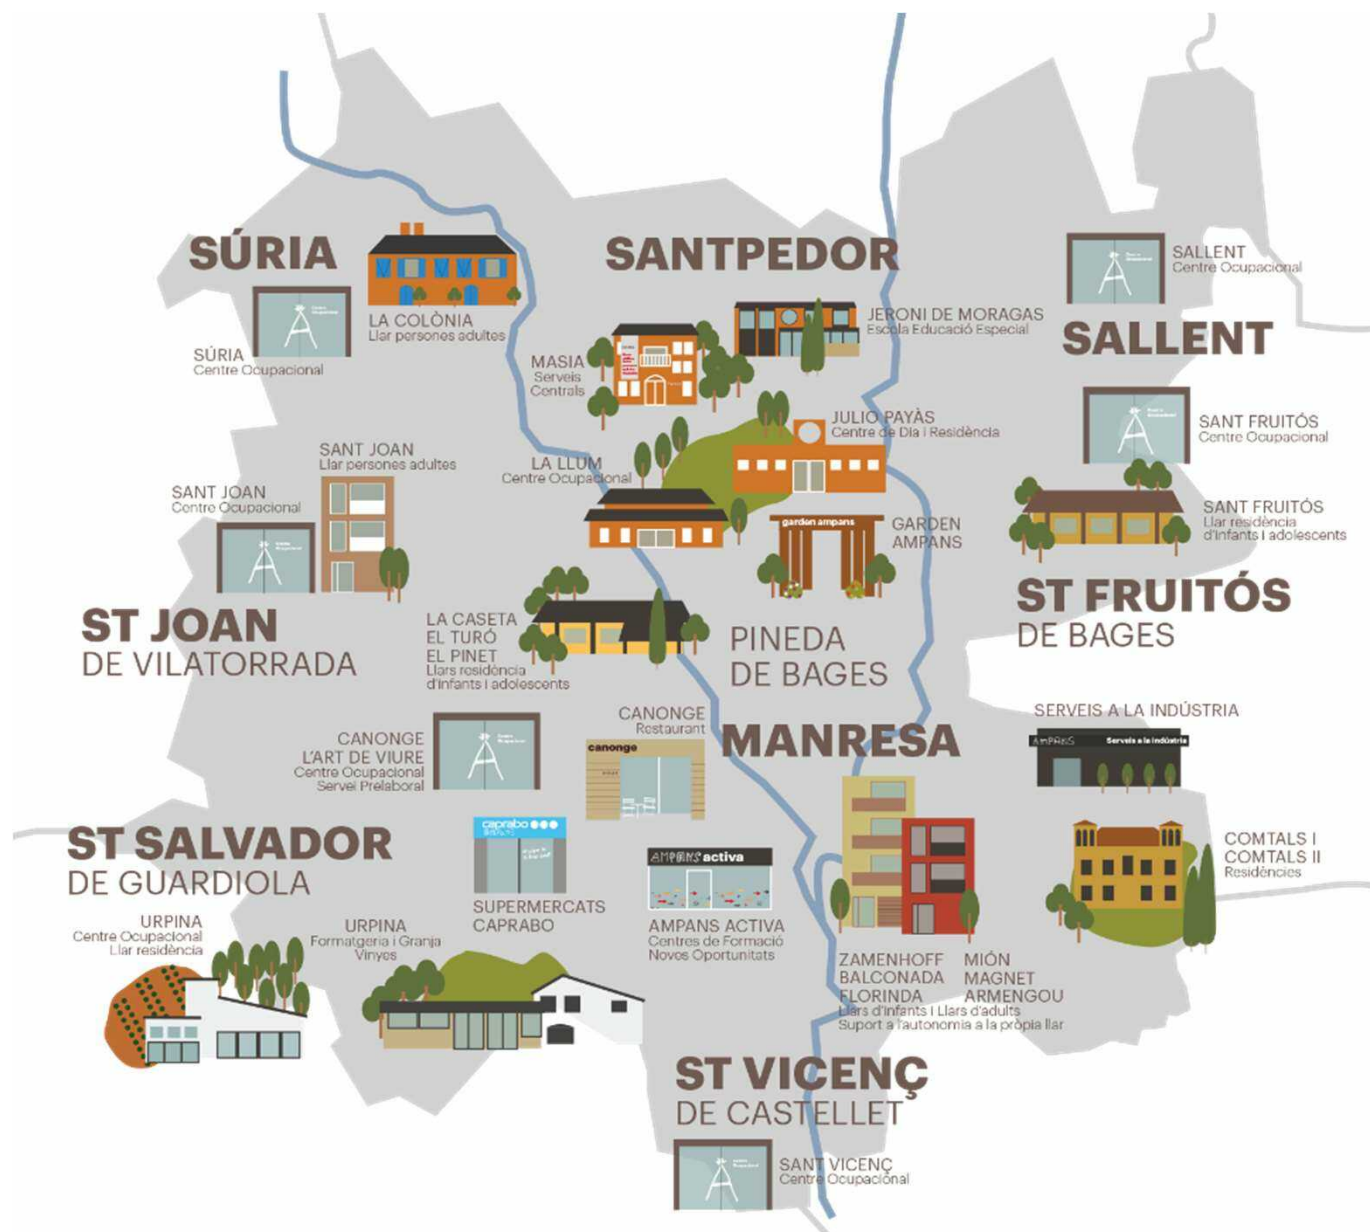 SÚRIA
LA COLÒNIA
Llar persones adultes
SÚRIA
Centre Ocupacional
SANTPEDOR
JERONI DE MORAGAS
Escola Educació Especial
MASIA
Serveis
Centrals
JULIO PAYÀS
Centre de Dia i Residència
LA LLUM
Centre Ocupacional
garden ampans
GARDEN
AMPANS
SALLENT
Centre Ocupacional
SALLENT
SANT FRUITÓS
Centre Ocupacional
SANT FRUITÓS
Llar residència
d'infants i adolescents
ST FRUITÓS
DE BAGES
SANT JOAN
Llar persones adultes
SANT JOAN
Centre Ocupacional
ST JOAN
DE VILATORRADA
LA CASETA
EL TURÓ
EL PINET
Llars residència
d'infants i adolescents
PINEDA
DE BAGES
CANONGE
L'ART DE VIURE
Centre Ocupacional
Servei Prelaboral
CANONGE
Restaurant
canonge
MANRESA
SERVEIS A LA INDÚSTRIA
AMPANS Serveis a la Indústria
COMTALS I
COMTALS II
Residències
ST SALVADOR
DE GUARDIOLA
URPINA
Centre Ocupacional
Llar residència
URPINA
Formatgeria i Granja
Vinyes
caprabo
SUPERMERCATS
CAPRABO
AMPANS activa
AMPANS ACTIVA
Centres de Formació
Noves Oportunitats
ZAMENHOFF
BALCONADA
FLORINDA
MIÓN
MAGNET
ARMENGOU
Llars d'infants i Llars d'adults
Suport a l'autonomia a la pròpia llar
ST VICENÇ
DE CASTELLET
SANT VICENÇ
Centre Ocupacional